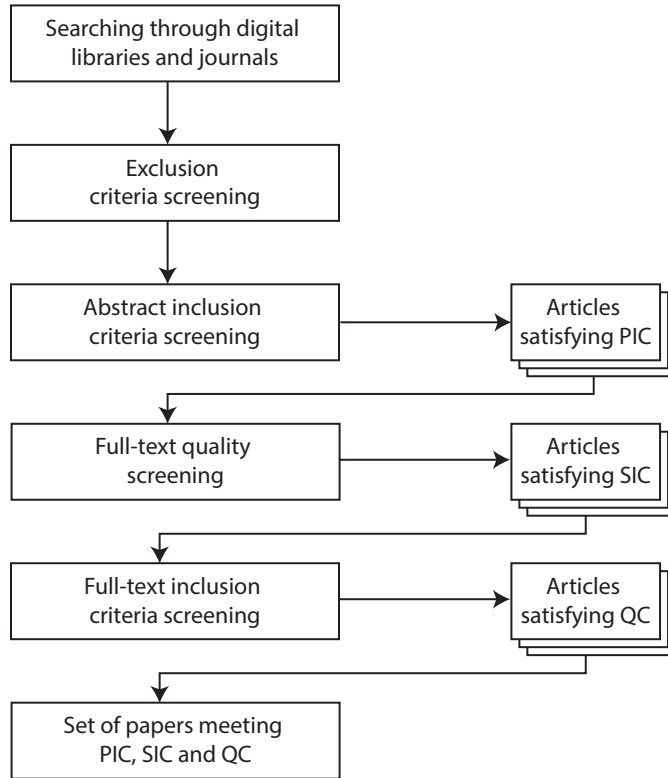 Searching through digital
libraries and journals
Exclusion
criteria screening
Abstract inclusion
criteria screening
Articles
satisfying PIC
Full-text quality
screening
Articles
satisfying SIC
Full-text inclusion
criteria screening
Articles
satisfying QC
Set of papers meeting
PIC, SIC and QC